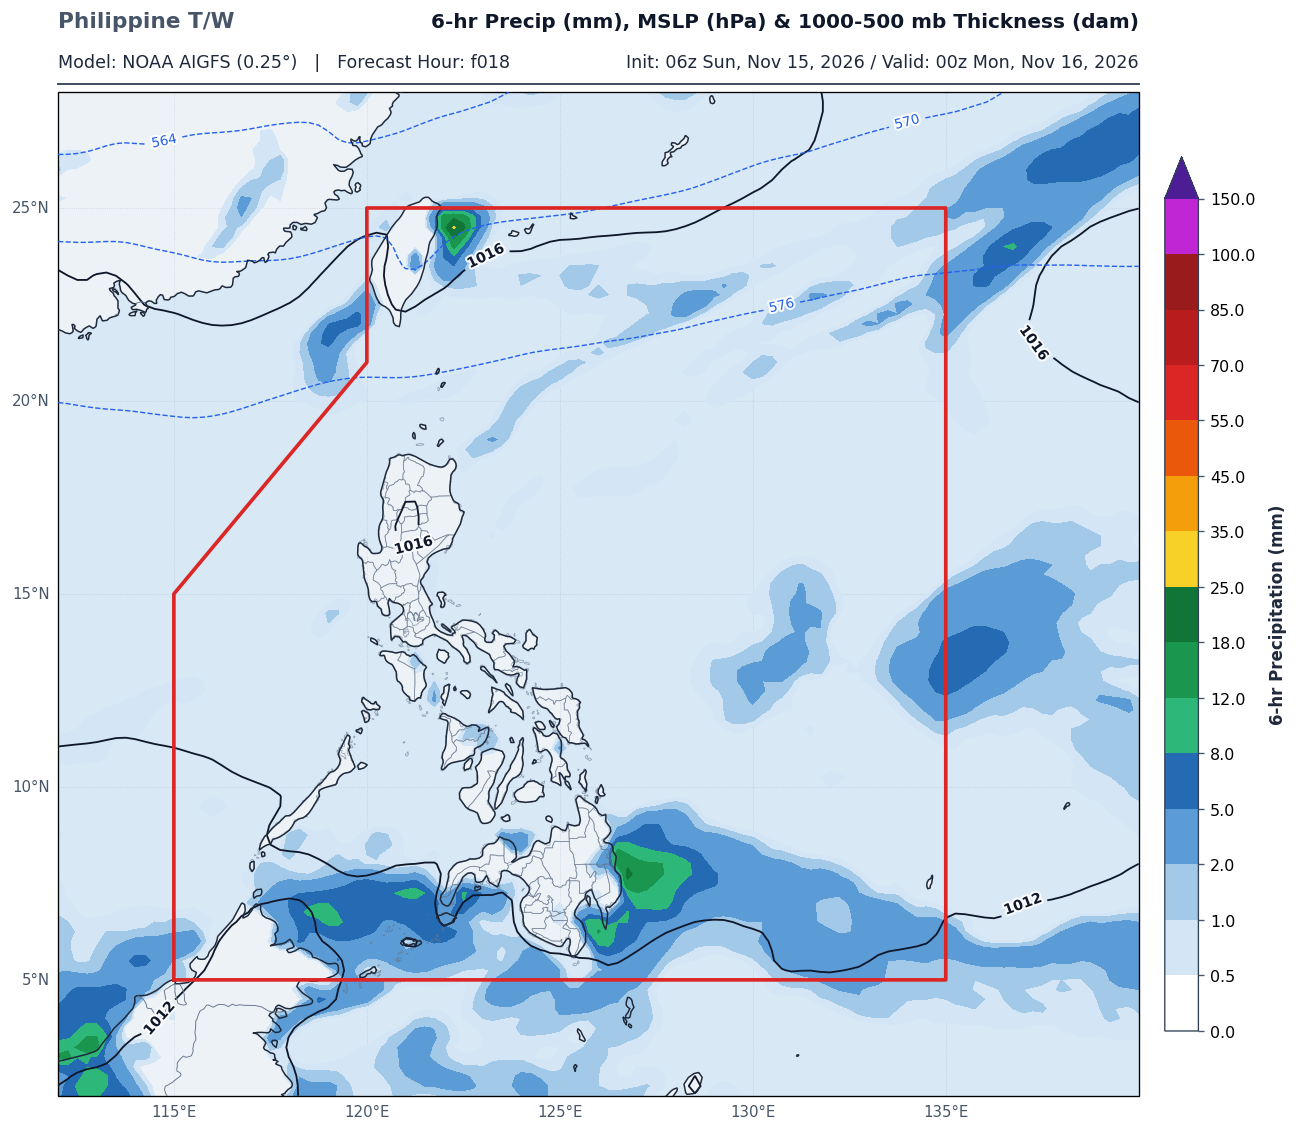 Philippine T/W
6-hr Precip (mm), MSLP (hPa) & 1000-500 mb Thickness (dam)
Model: NOAA AIGFS (0.25°) | Forecast Hour: f018
Init: 06z Sun, Nov 15, 2026 / Valid: 00z Mon, Nov 16, 2026
564
570
576
1016
1016
1016
1012
1012
25°N
20°N
15°N
10°N
5°N
115°E
120°E
125°E
130°E
135°E
150.0
100.0
85.0
70.0
55.0
45.0
35.0
25.0
18.0
12.0
8.0
5.0
2.0
1.0
0.5
0.0
6-hr Precipitation (mm)